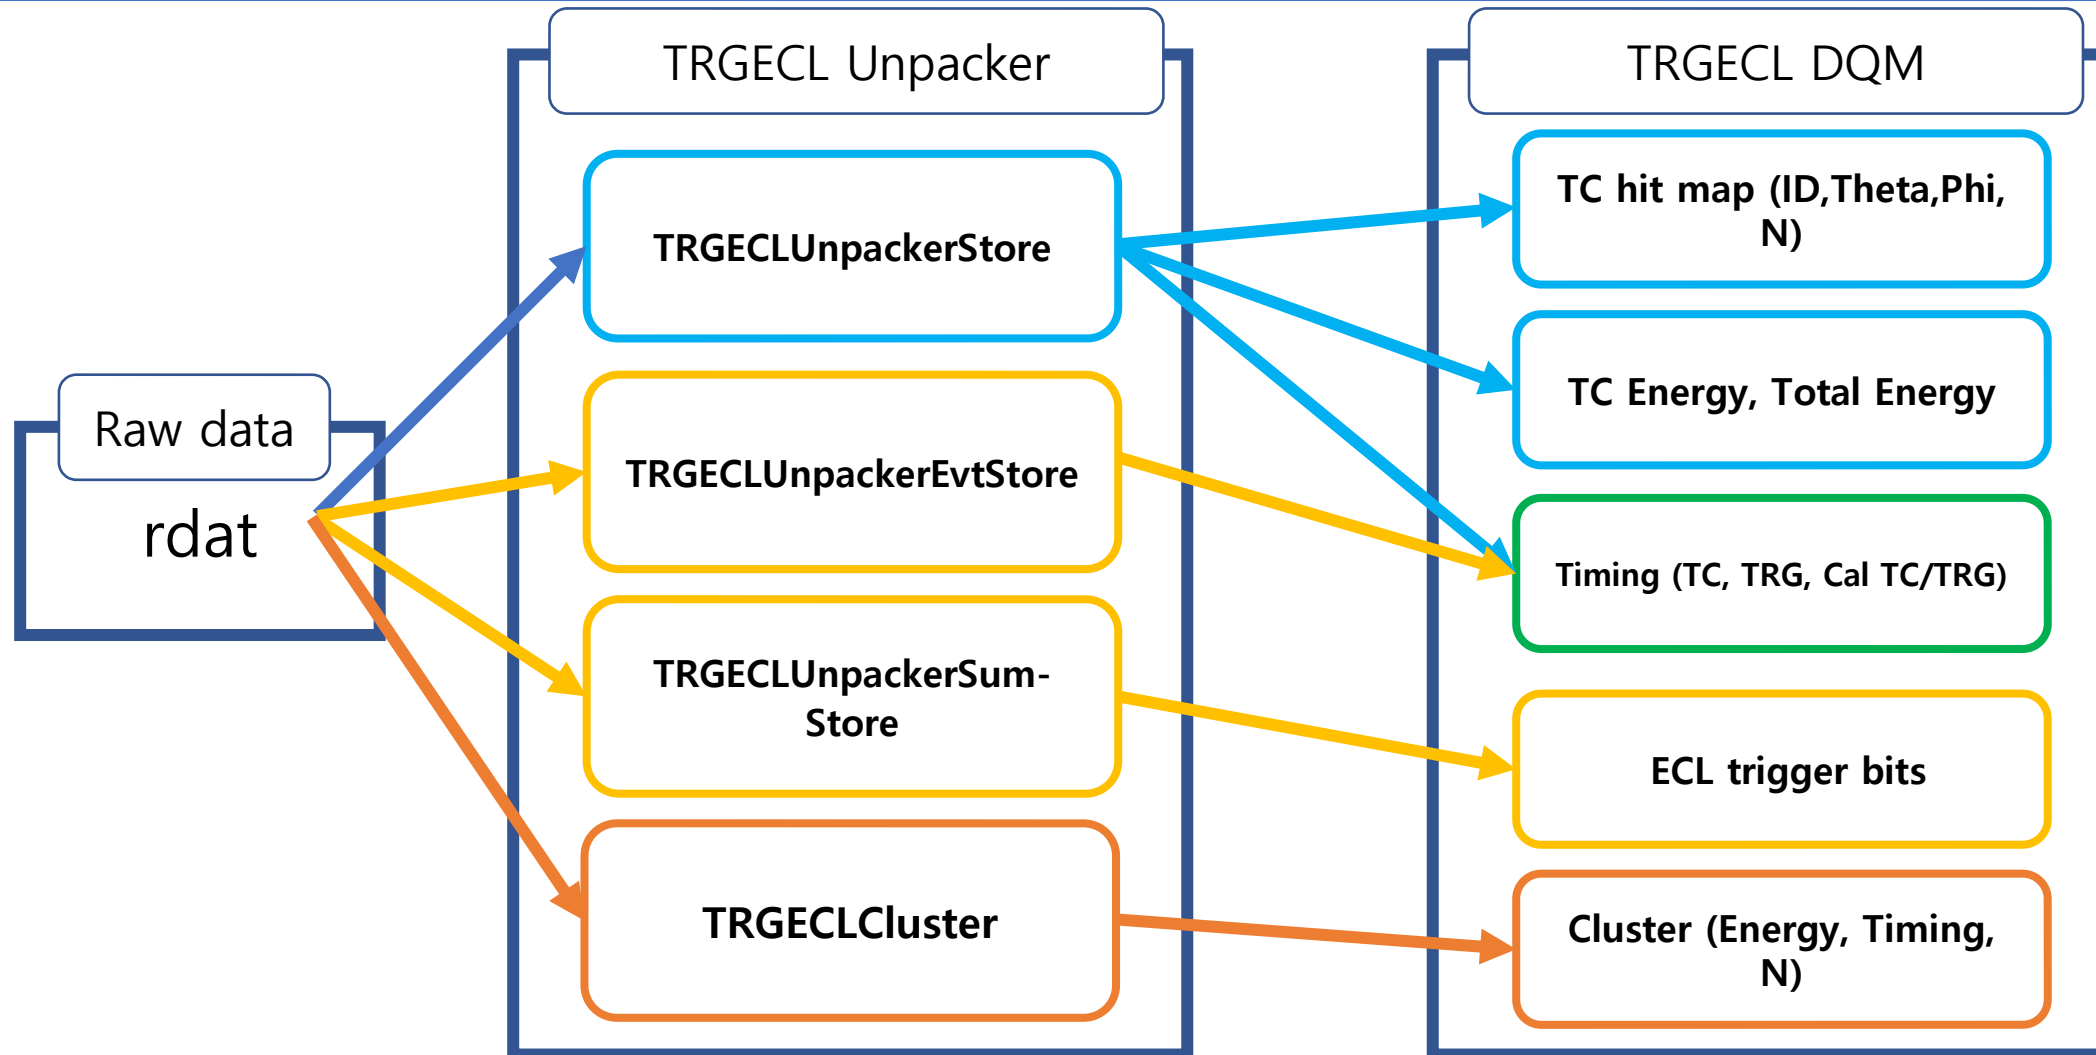 Raw data
rdat
TRGECL Unpacker
TRGECLUnpackerStore
TRGECLUnpackerEvtStore
TRGECLUnpackerSum-
Store
TRGECLCluster
TRGECL DQM
TC hit map (ID,Theta,Phi,
N)
TC Energy, Total Energy
Timing (TC, TRG, Cal TC/TRG)
ECL trigger bits
Cluster (Energy, Timing,
N)